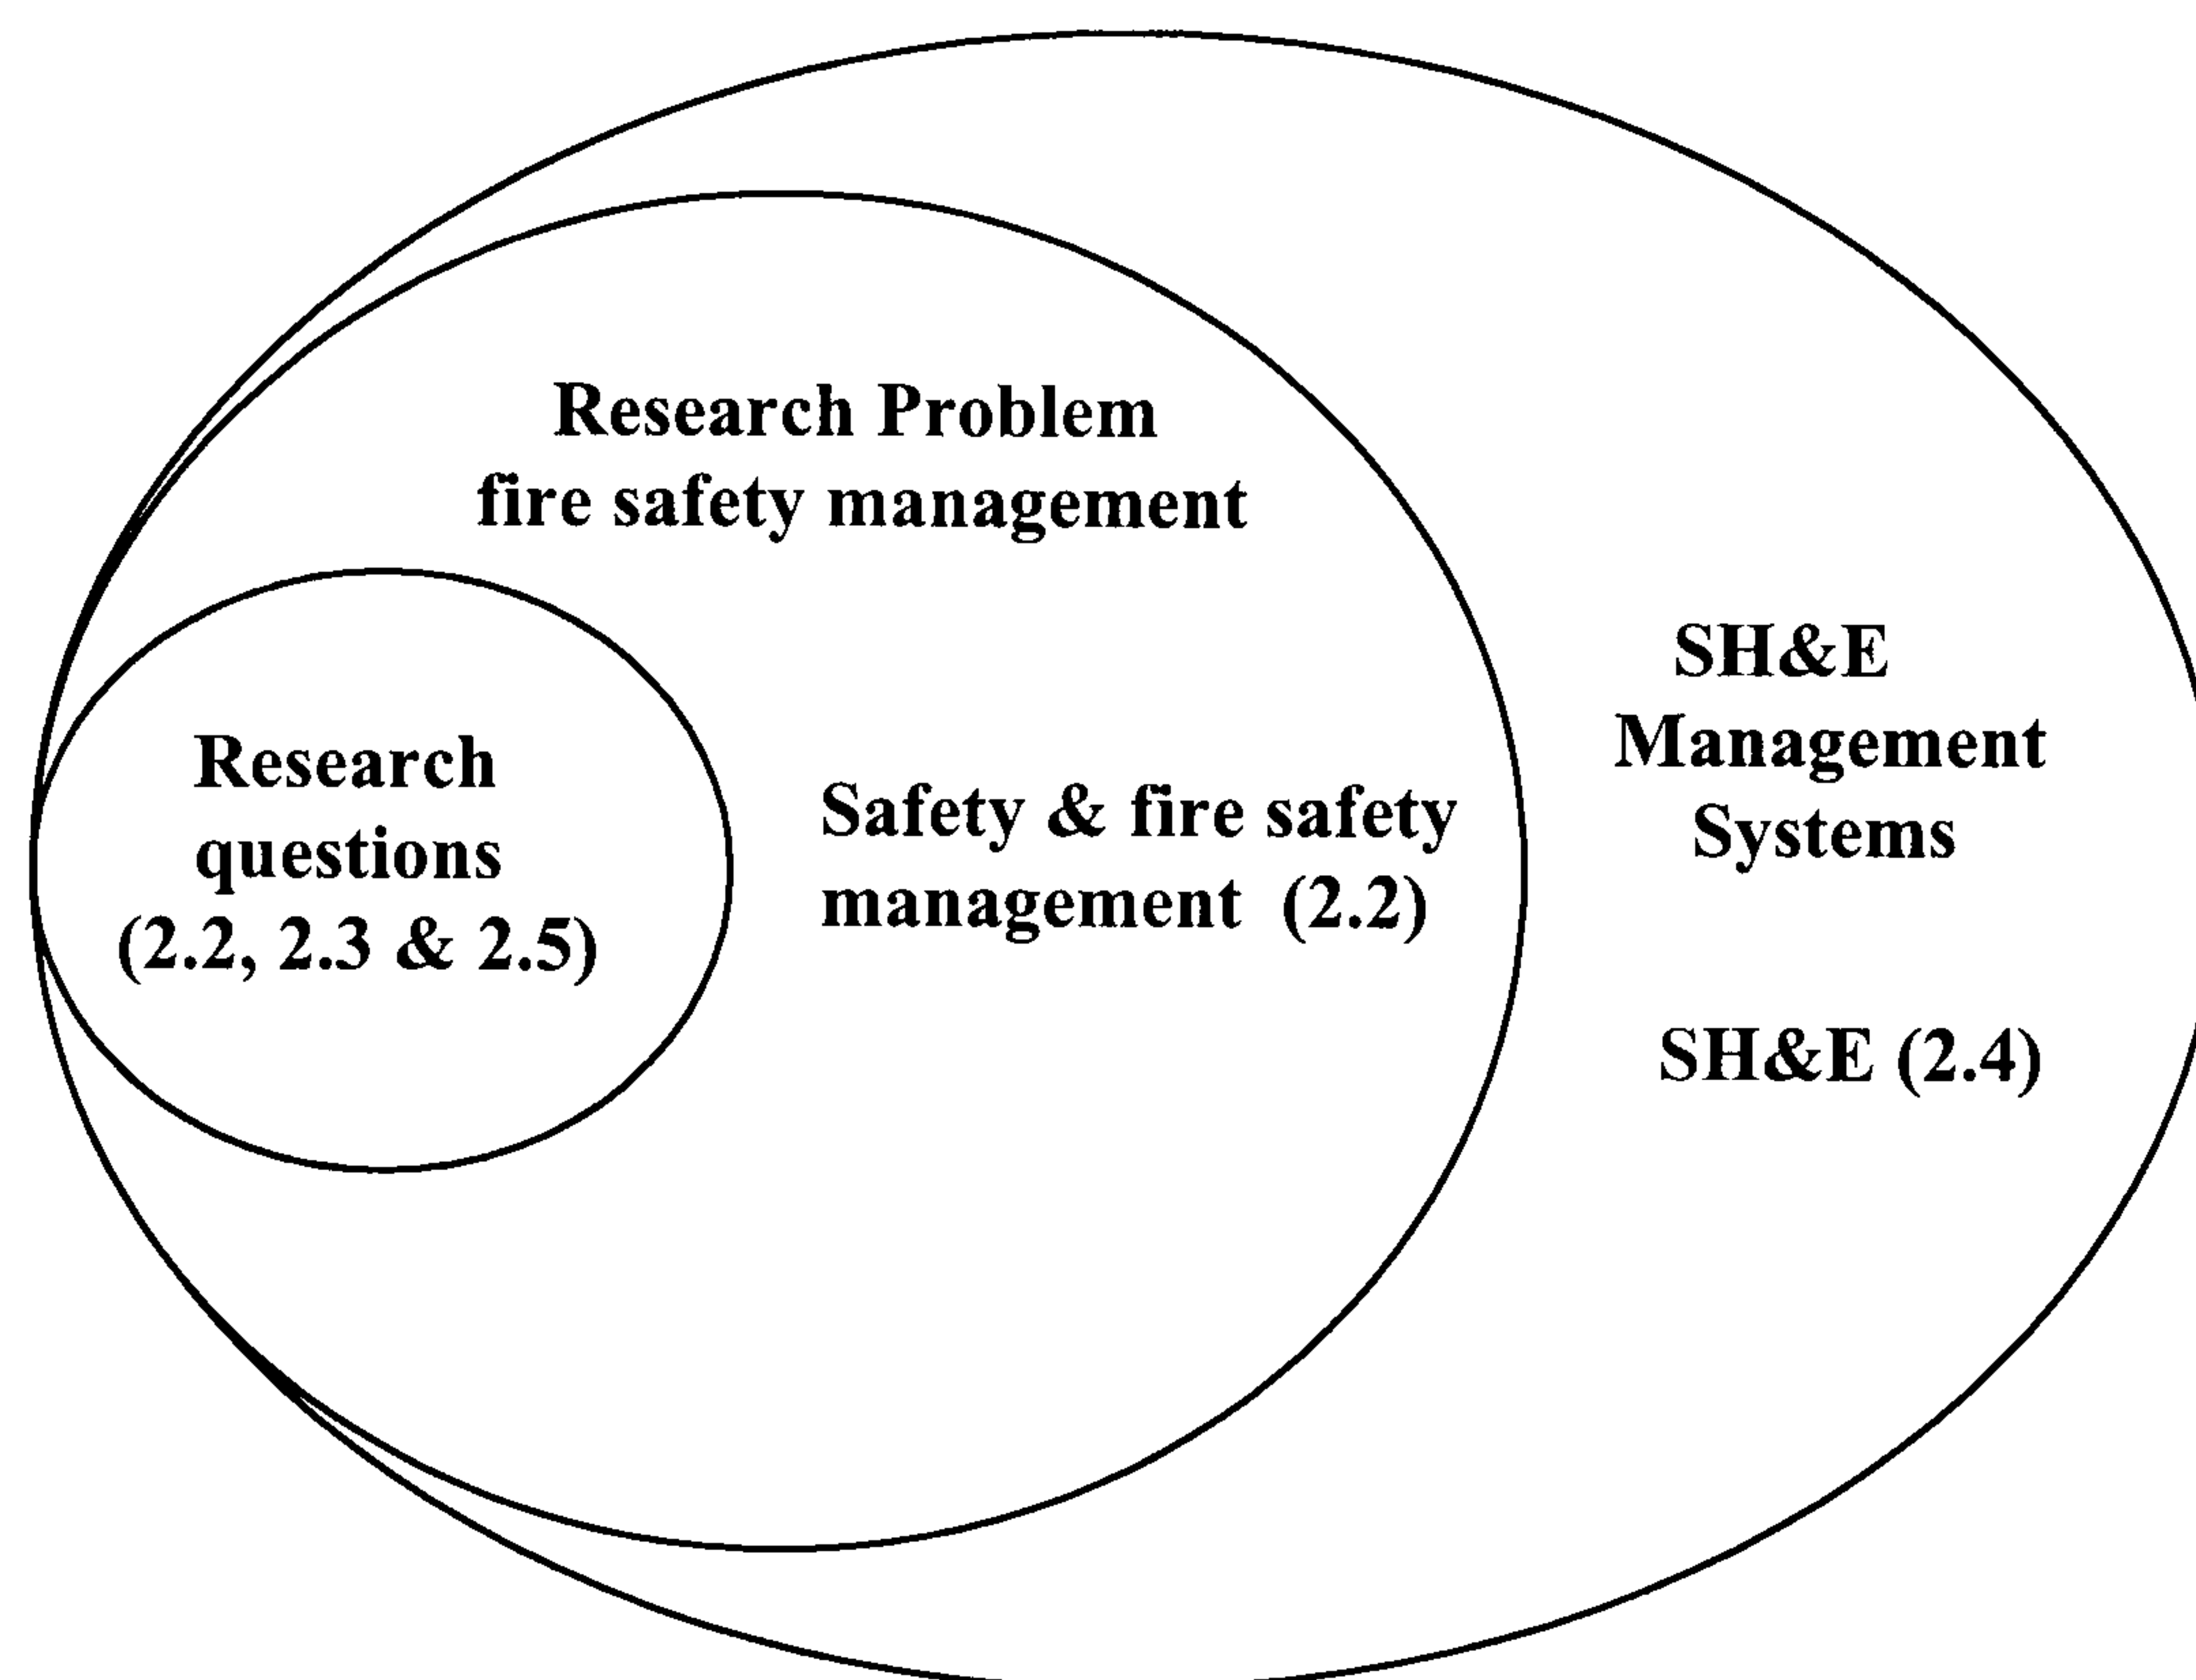 Research Problem
fire safety management
Research
questions
(2.2, 2.3 & 2.5)
Safety & fire safety
management (2.2)
SH&E
Management
Systems
SH&E (2.4)